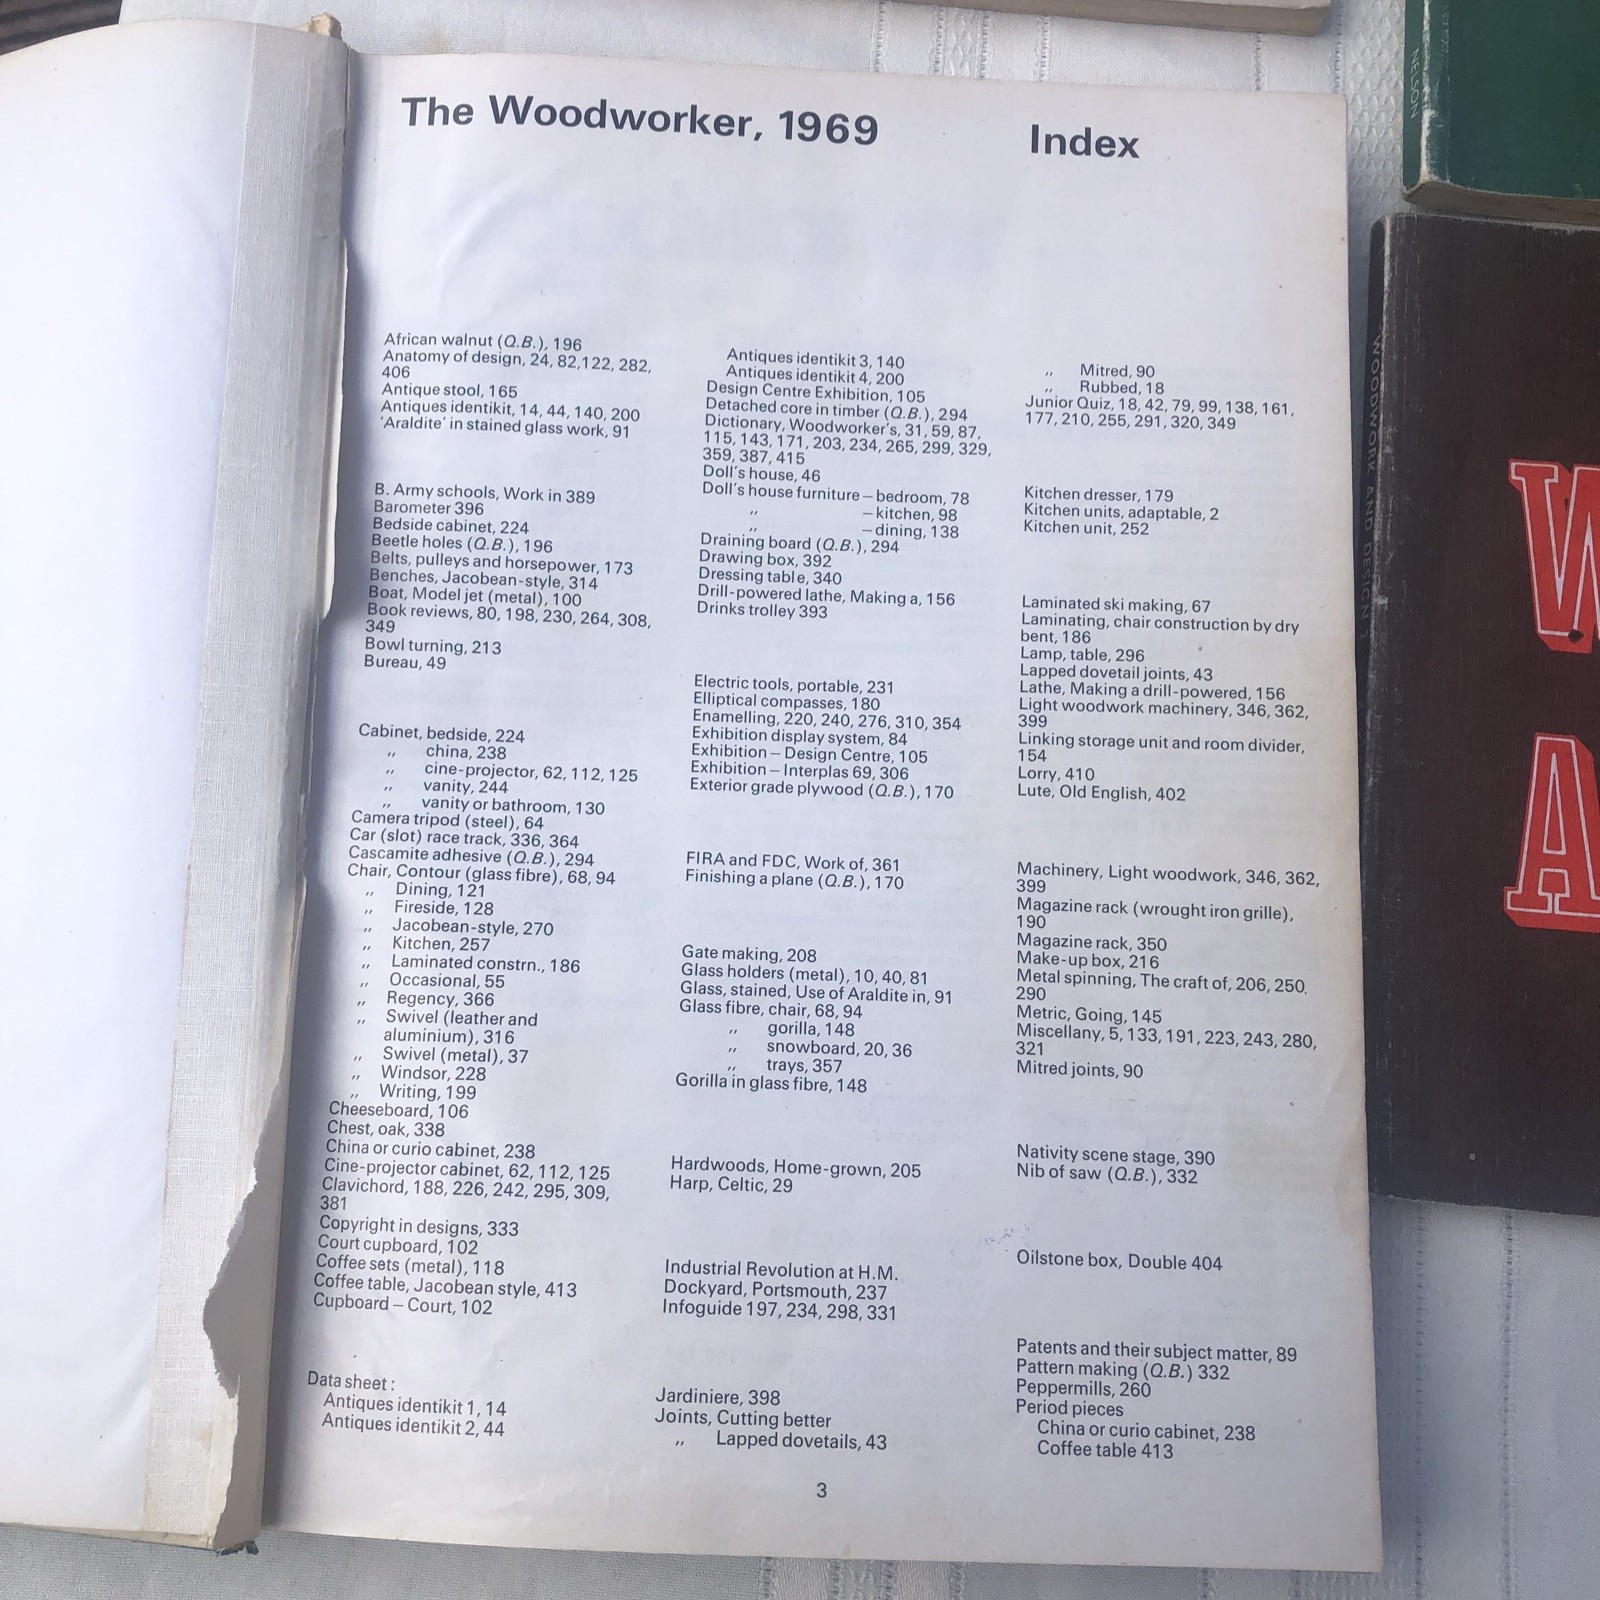 The Woodworker, 1969
Index
African walnut (Q.B.), 196
Anatomy of design, 24, 82,122, 282,
406
Antique stool, 165
Antiques identikit, 14, 44, 140, 200
'Araldite' in stained glass work, 91
B. Army schools, Work in 389
Barometer 396
Bedside cabinet, 224
Beetle holes (Q.B.), 196
Belts, pulleys and horsepower, 173
Benches, Jacobean-style, 314
Boat, Model jet (metal), 100
Book reviews, 80, 198, 230, 264, 308,
349
Bowl turning, 213
Bureau, 49
Cabinet, bedside, 224
,, china, 238
,, cine-projector, 62, 112, 125
,, vanity, 244
,, vanity or bathroom, 130
Camera tripod (steel), 64
Car (slot) race track, 336, 364
Cascamite adhesive (Q.B.), 294
Chair, Contour (glass fibre), 68, 94
,, Dining, 121
,, Fireside, 128
,, Jacobean-style, 270
,, Kitchen, 257
,, Laminated constrn., 186
,, Occasional, 55
,, Regency, 366
,, Swivel (leather and
aluminium), 316
,, Swivel (metal), 37
,, Windsor, 228
,, Writing, 199
Cheeseboard, 106
Chest, oak, 338
China or curio cabinet, 238
Cine-projector cabinet, 62, 112, 125
Clavichord, 188, 226, 242, 295, 309,
381
Copyright in designs, 333
Court cupboard, 102
Coffee sets (metal), 118
Coffee table, Jacobean style, 413
Cupboard – Court, 102
Data sheet :
Antiques identikit 1, 14
Antiques identikit 2, 44
Antiques identikit 3, 140
Antiques identikit 4, 200
Design Centre Exhibition, 105
Detached core in timber (Q.B.), 294
Dictionary, Woodworker's, 31, 59, 87,
115, 143, 171, 203, 234, 265, 299, 329,
359, 387, 415
Doll's house, 46
Doll's house furniture – bedroom, 78
,, – kitchen, 98
,, – dining, 138
Draining board (Q.B.), 294
Drawing box, 392
Dressing table, 340
Drill-powered lathe, Making a, 156
Drinks trolley 393
Electric tools, portable, 231
Elliptical compasses, 180
Enamelling, 220, 240, 276, 310, 354
Exhibition display system, 84
Exhibition – Design Centre, 105
Exhibition – Interplas 69, 306
Exterior grade plywood (Q.B.), 170
FIRA and FDC, Work of, 361
Finishing a plane (Q.B.), 170
Gate making, 208
Glass holders (metal), 10, 40, 81
Glass, stained, Use of Araldite in, 91
Glass fibre, chair, 68, 94
,, gorilla, 148
,, snowboard, 20, 36
,, trays, 357
Gorilla in glass fibre, 148
Hardwoods, Home-grown, 205
Harp, Celtic, 29
Industrial Revolution at H.M.
Dockyard, Portsmouth, 237
Infoguide 197, 234, 298, 331
Jardiniere, 398
Joints, Cutting better
,, Lapped dovetails, 43
,, Mitred, 90
,, Rubbed, 18
Junior Quiz, 18, 42, 79, 99, 138, 161,
177, 210, 255, 291, 320, 349
Kitchen dresser, 179
Kitchen units, adaptable, 2
Kitchen unit, 252
Laminated ski making, 67
Laminating, chair construction by dry
bent, 186
Lamp, table, 296
Lapped dovetail joints, 43
Lathe, Making a drill-powered, 156
Light woodwork machinery, 346, 362,
399
Linking storage unit and room divider,
154
Lorry, 410
Lute, Old English, 402
Machinery, Light woodwork, 346, 362,
399
Magazine rack (wrought iron grille),
190
Magazine rack, 350
Make-up box, 216
Metal spinning, The craft of, 206, 250.
290
Metric, Going, 145
Miscellany, 5, 133, 191, 223, 243, 280,
321
Mitred joints, 90
Nativity scene stage, 390
Nib of saw (Q.B.), 332
Oilstone box, Double 404
Patents and their subject matter, 89
Pattern making (Q.B.) 332
Peppermills, 260
Period pieces
China or curio cabinet, 238
Coffee table 413
3
NELSON
WOODWORK AND DESIGN 2
W
A